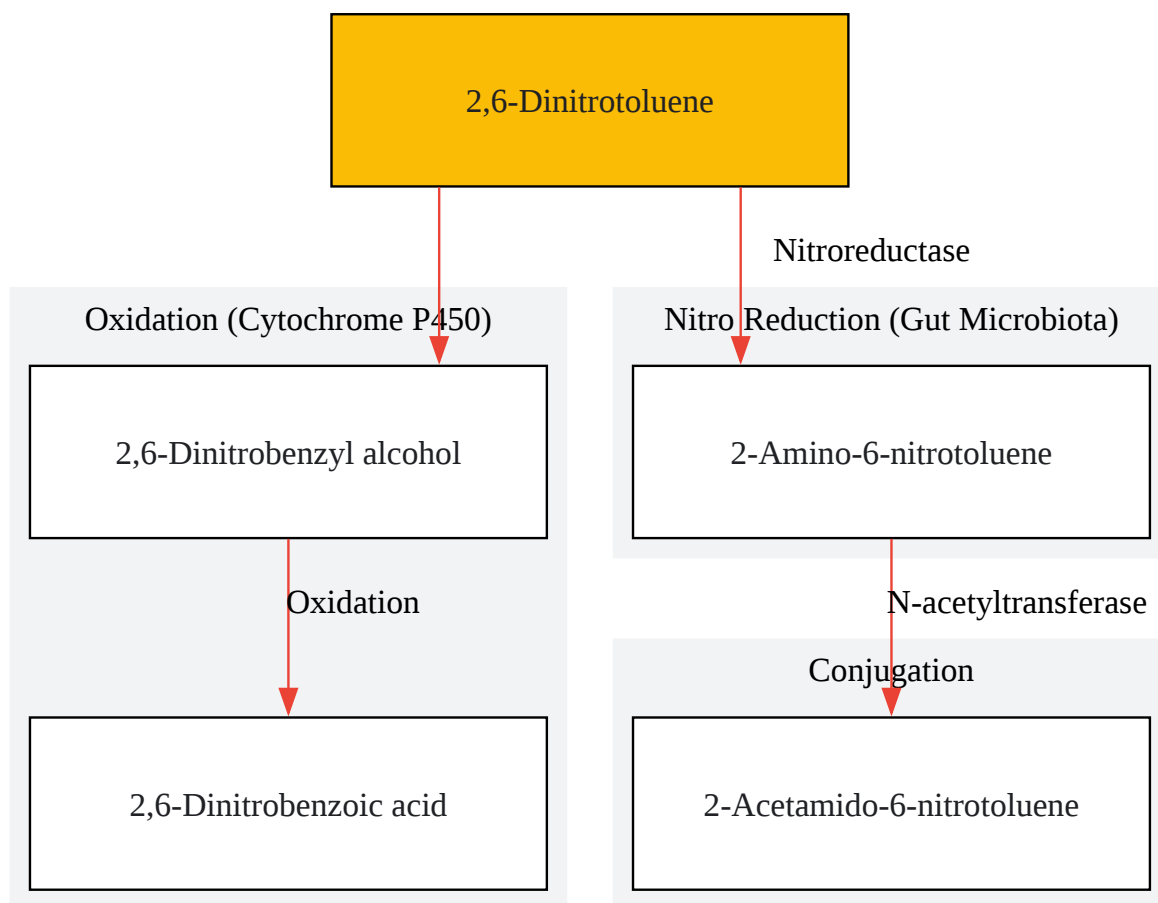 2,6-Dinitrotoluene
Nitroreductase
Oxidation (Cytochrome P450)
Nitro Reduction (Gut Microbiota)
2,6-Dinitrobenzyl alcohol
2-Amino-6-nitrotoluene
Oxidation
N-acetyltransferase
Conjugation
2,6-Dinitrobenzoic acid
2-Acetamido-6-nitrotoluene